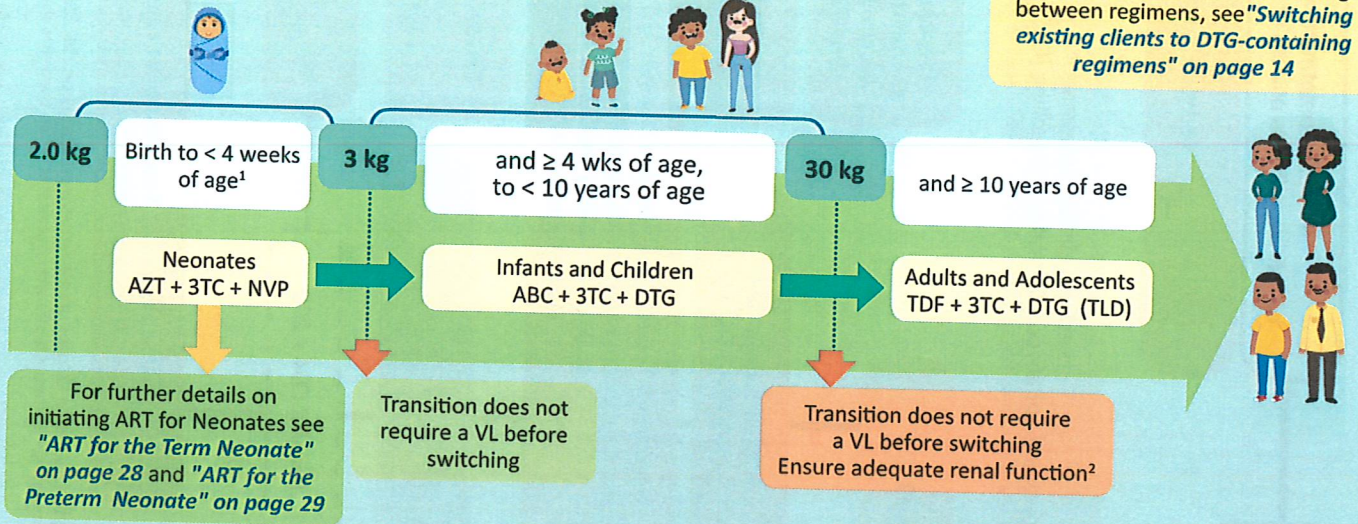 between regimens, see "Switching
existing clients to DTG-containing
regimens" on page 14
2.0 kg
Birth to < 4 weeks
of age¹
3 kg
and ≥ 4 wks of age,
to < 10 years of age
30 kg
and ≥ 10 years of age
Neonates
AZT + 3TC + NVP
Infants and Children
ABC + 3TC + DTG
Adults and Adolescents
TDF + 3TC + DTG (TLD)
For further details on
initiating ART for Neonates see
"ART for the Term Neonate"
on page 28 and "ART for the
Preterm Neonate" on page 29
Transition does not
require a VL before
switching
Transition does not require
a VL before switching
Ensure adequate renal function²